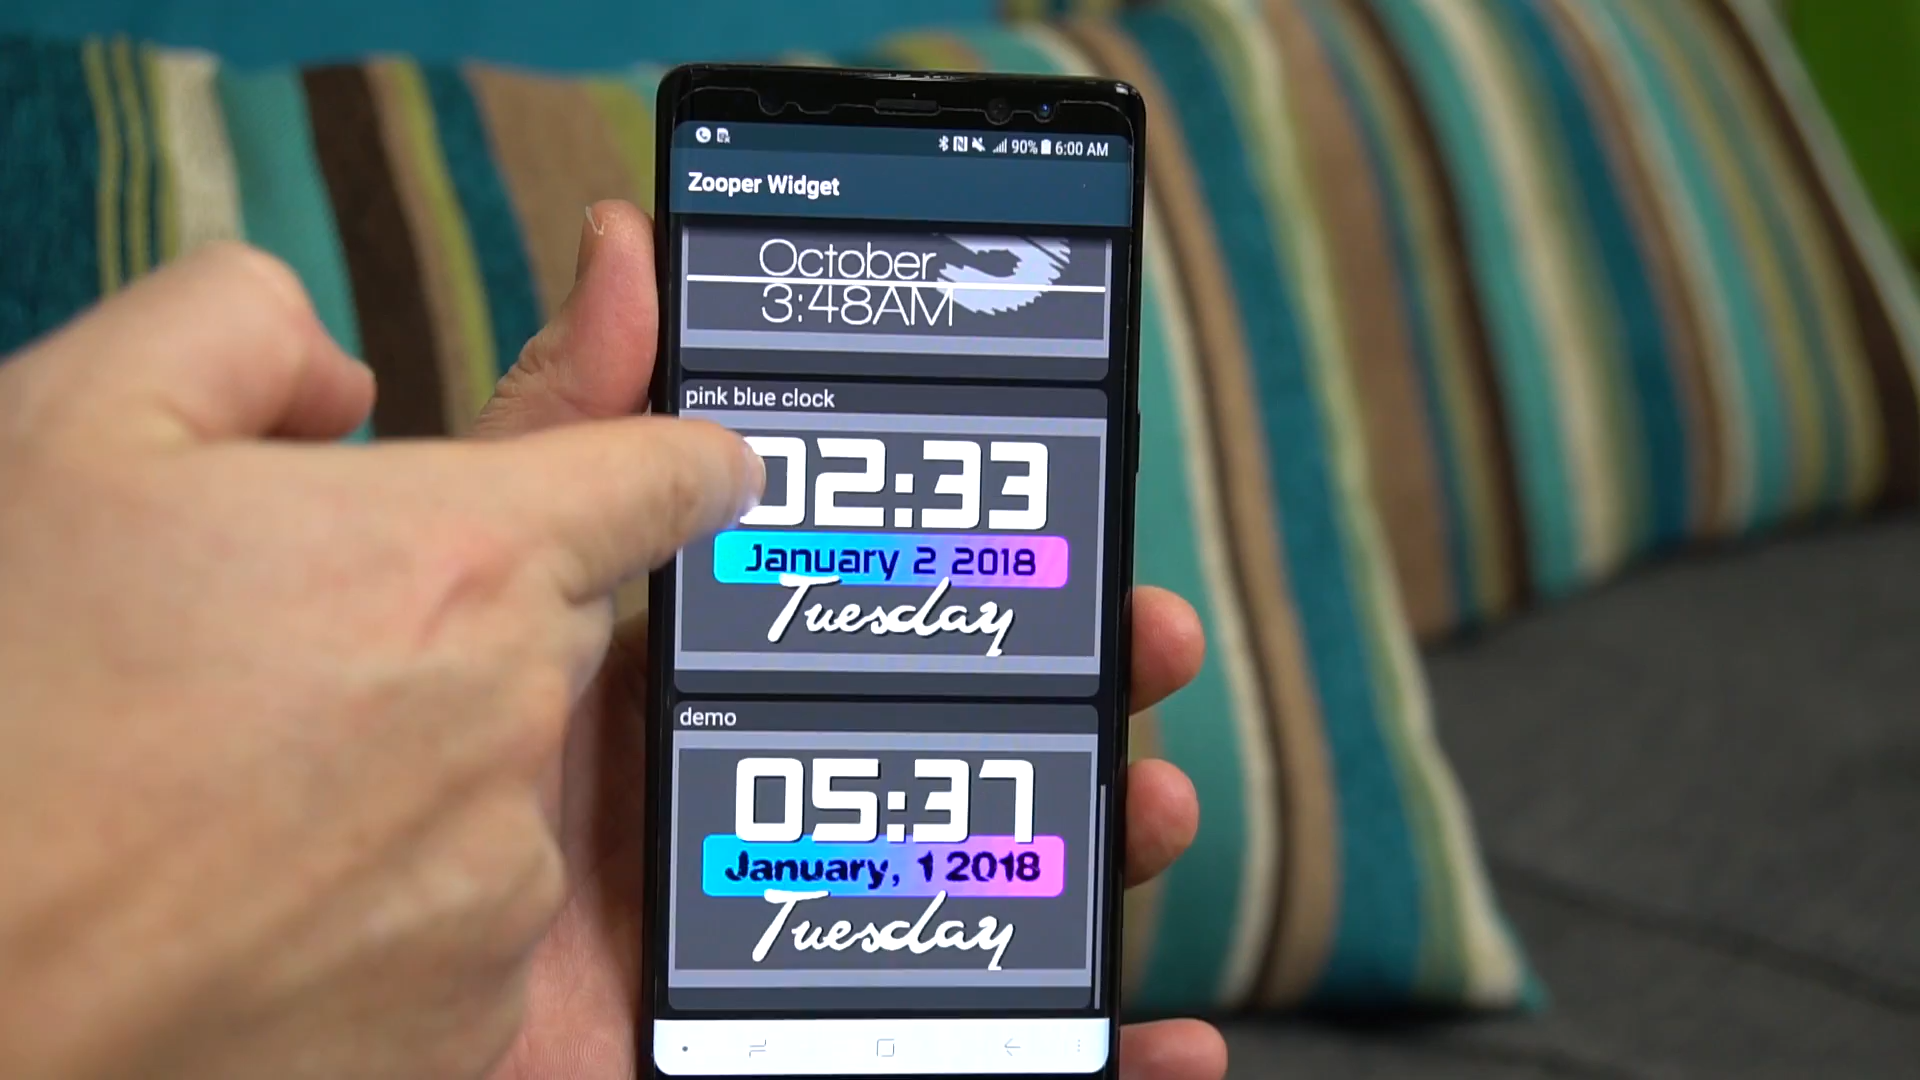 90% 6:00 AM
Zooper Widget
October
3:48AM
pink blue clock
02:33
January 2 2018
Tuesday
demo
05:37
January, 1 2018
Tuesday